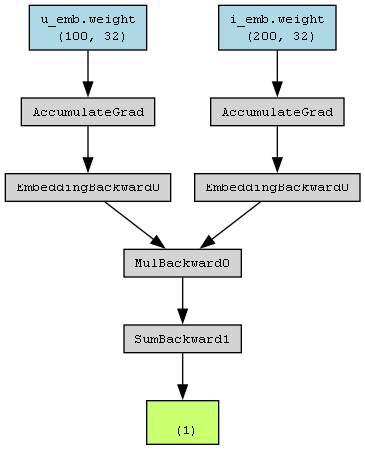 u_emb.weight
(100, 32)
i_emb.weight
(200, 32)
AccumulateGrad
AccumulateGrad
EmbeddingBackward0
EmbeddingBackward0
MulBackward0
SumBackward1
(1)